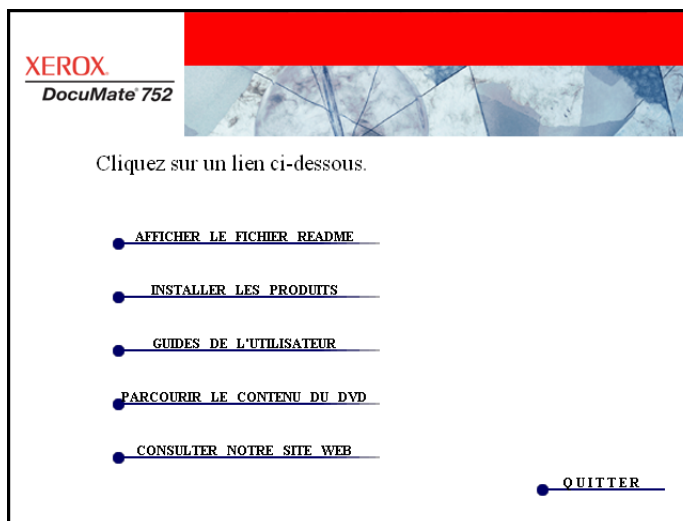 XEROX.
DocuMate® 752
Cliquez sur un lien ci-dessous.
AFFICHER LE FICHIER README
INSTALLER LES PRODUITS
GUIDES DE L'UTILISATEUR
PARCOURIR LE CONTENU DU DVD
CONSULTER NOTRE SITE WEB
QUITTER